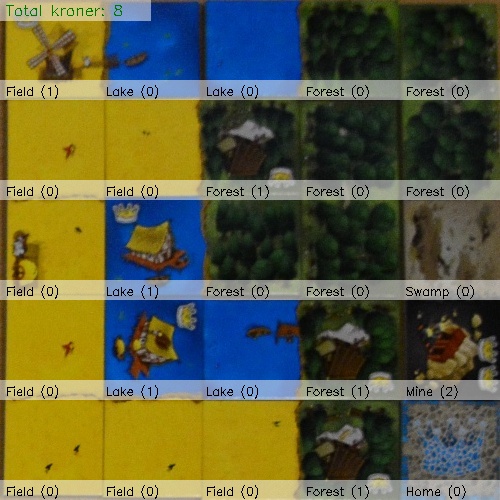 Total kroner: 8
Field (1) Lake (0) Lake (0) Forest (0) Forest (0)
Field (0) Field (0) Forest (1) Forest (0) Forest (0)
Field (0) Lake (1) Forest (0) Forest (0) Swamp (0)
Field (0) Lake (1) Lake (0) Forest (1) Mine (2)
Field (0) Field (0) Field (0) Forest (1) Home (0)